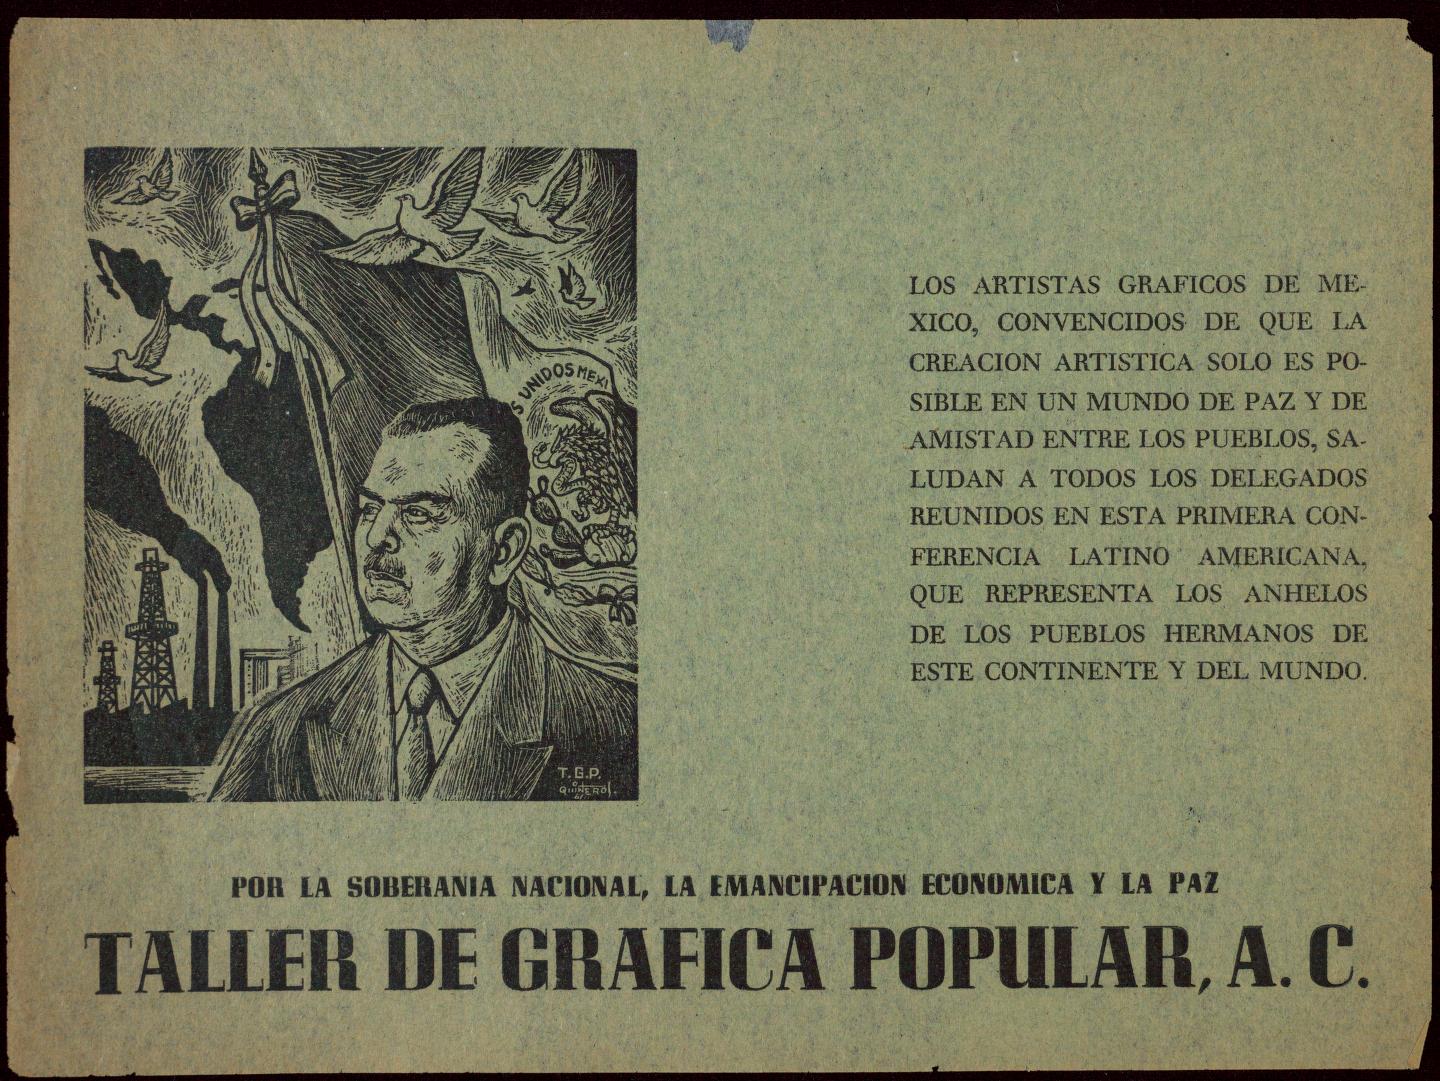 S UNIDOS MEXI
T. G. P.
LOS ARTISTAS GRAFICOS DE ME-
XICO, CONVENCIDOS DE QUE LA
CREACION ARTISTICA SOLO ES PO-
SIBLE EN UN MUNDO DE PAZ Y DE
AMISTAD ENTRE LOS PUEBLOS, SA-
LUDAN A TODOS LOS DELEGADOS
REUNIDOS EN ESTA PRIMERA CON-
FERENCIA LATINO AMERICANA,
QUE REPRESENTA LOS ANHELOS
DE LOS PUEBLOS HERMANOS DE
ESTE CONTINENTE Y DEL MUNDO.
POR LA SOBERANIA NACIONAL, LA EMANCIPACION ECONOMICA Y LA PAZ
TALLER DE GRAFICA POPULAR, A. C.